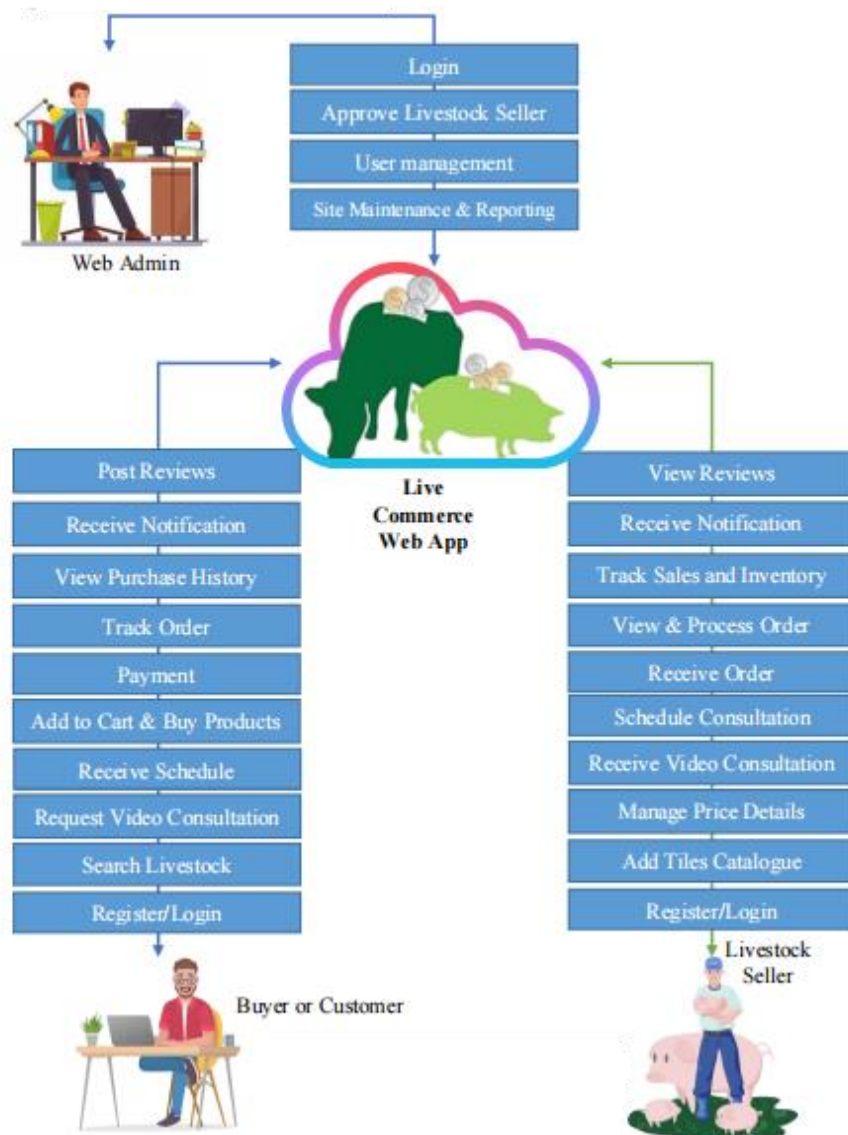 Login
Approve Livestock Seller
User management
Site Maintenance & Reporting
Web Admin
Live
Commerce
Web App
Post Reviews
Receive Notification
View Purchase History
Track Order
Payment
Add to Cart & Buy Products
Receive Schedule
Request Video Consultation
Search Livestock
Register/Login
Buyer or Customer
View Reviews
Receive Notification
Track Sales and Inventory
View & Process Order
Receive Order
Schedule Consultation
Receive Video Consultation
Manage Price Details
Add Tiles Catalogue
Register/Login
Livestock
Seller